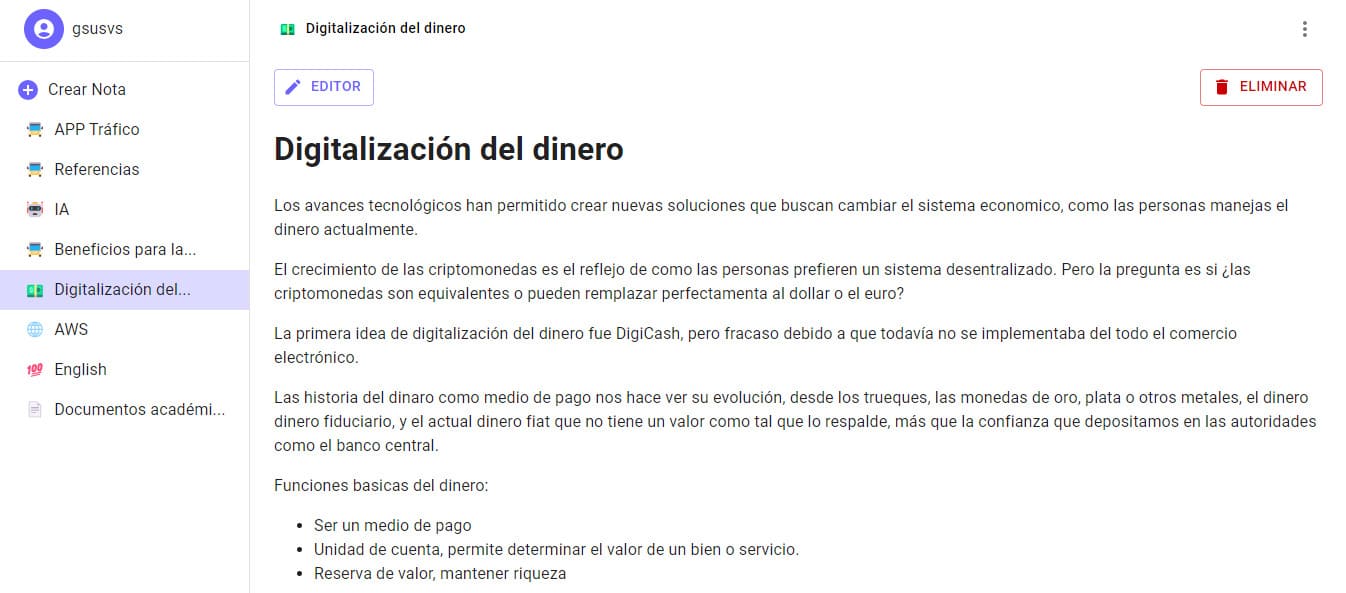 gsusvs
Crear Nota
APP Tráfico
Referencias
IA
Beneficios para la...
Digitalización del...
AWS
English
Documentos académi...
Digitalización del dinero
EDITOR
ELIMINAR
Digitalización del dinero
Los avances tecnológicos han permitido crear nuevas soluciones que buscan cambiar el sistema economico, como las personas manejas el
dinero actualmente.
El crecimiento de las criptomonedas es el reflejo de como las personas prefieren un sistema desentralizado. Pero la pregunta es si ¿las
criptomonedas son equivalentes o pueden remplazar perfectamenta al dollar o el euro?
La primera idea de digitalización del dinero fue DigiCash, pero fracaso debido a que todavía no se implementaba del todo el comercio
electrónico.
Las historia del dinaro como medio de pago nos hace ver su evolución, desde los trueques, las monedas de oro, plata o otros metales, el dinero
dinero fiduciario, y el actual dinero fiat que no tiene un valor como tal que lo respalde, más que la confianza que depositamos en las autoridades
como el banco central.
Funciones basicas del dinero:
• Ser un medio de pago
• Unidad de cuenta, permite determinar el valor de un bien o servicio.
• Reserva de valor, mantener riqueza